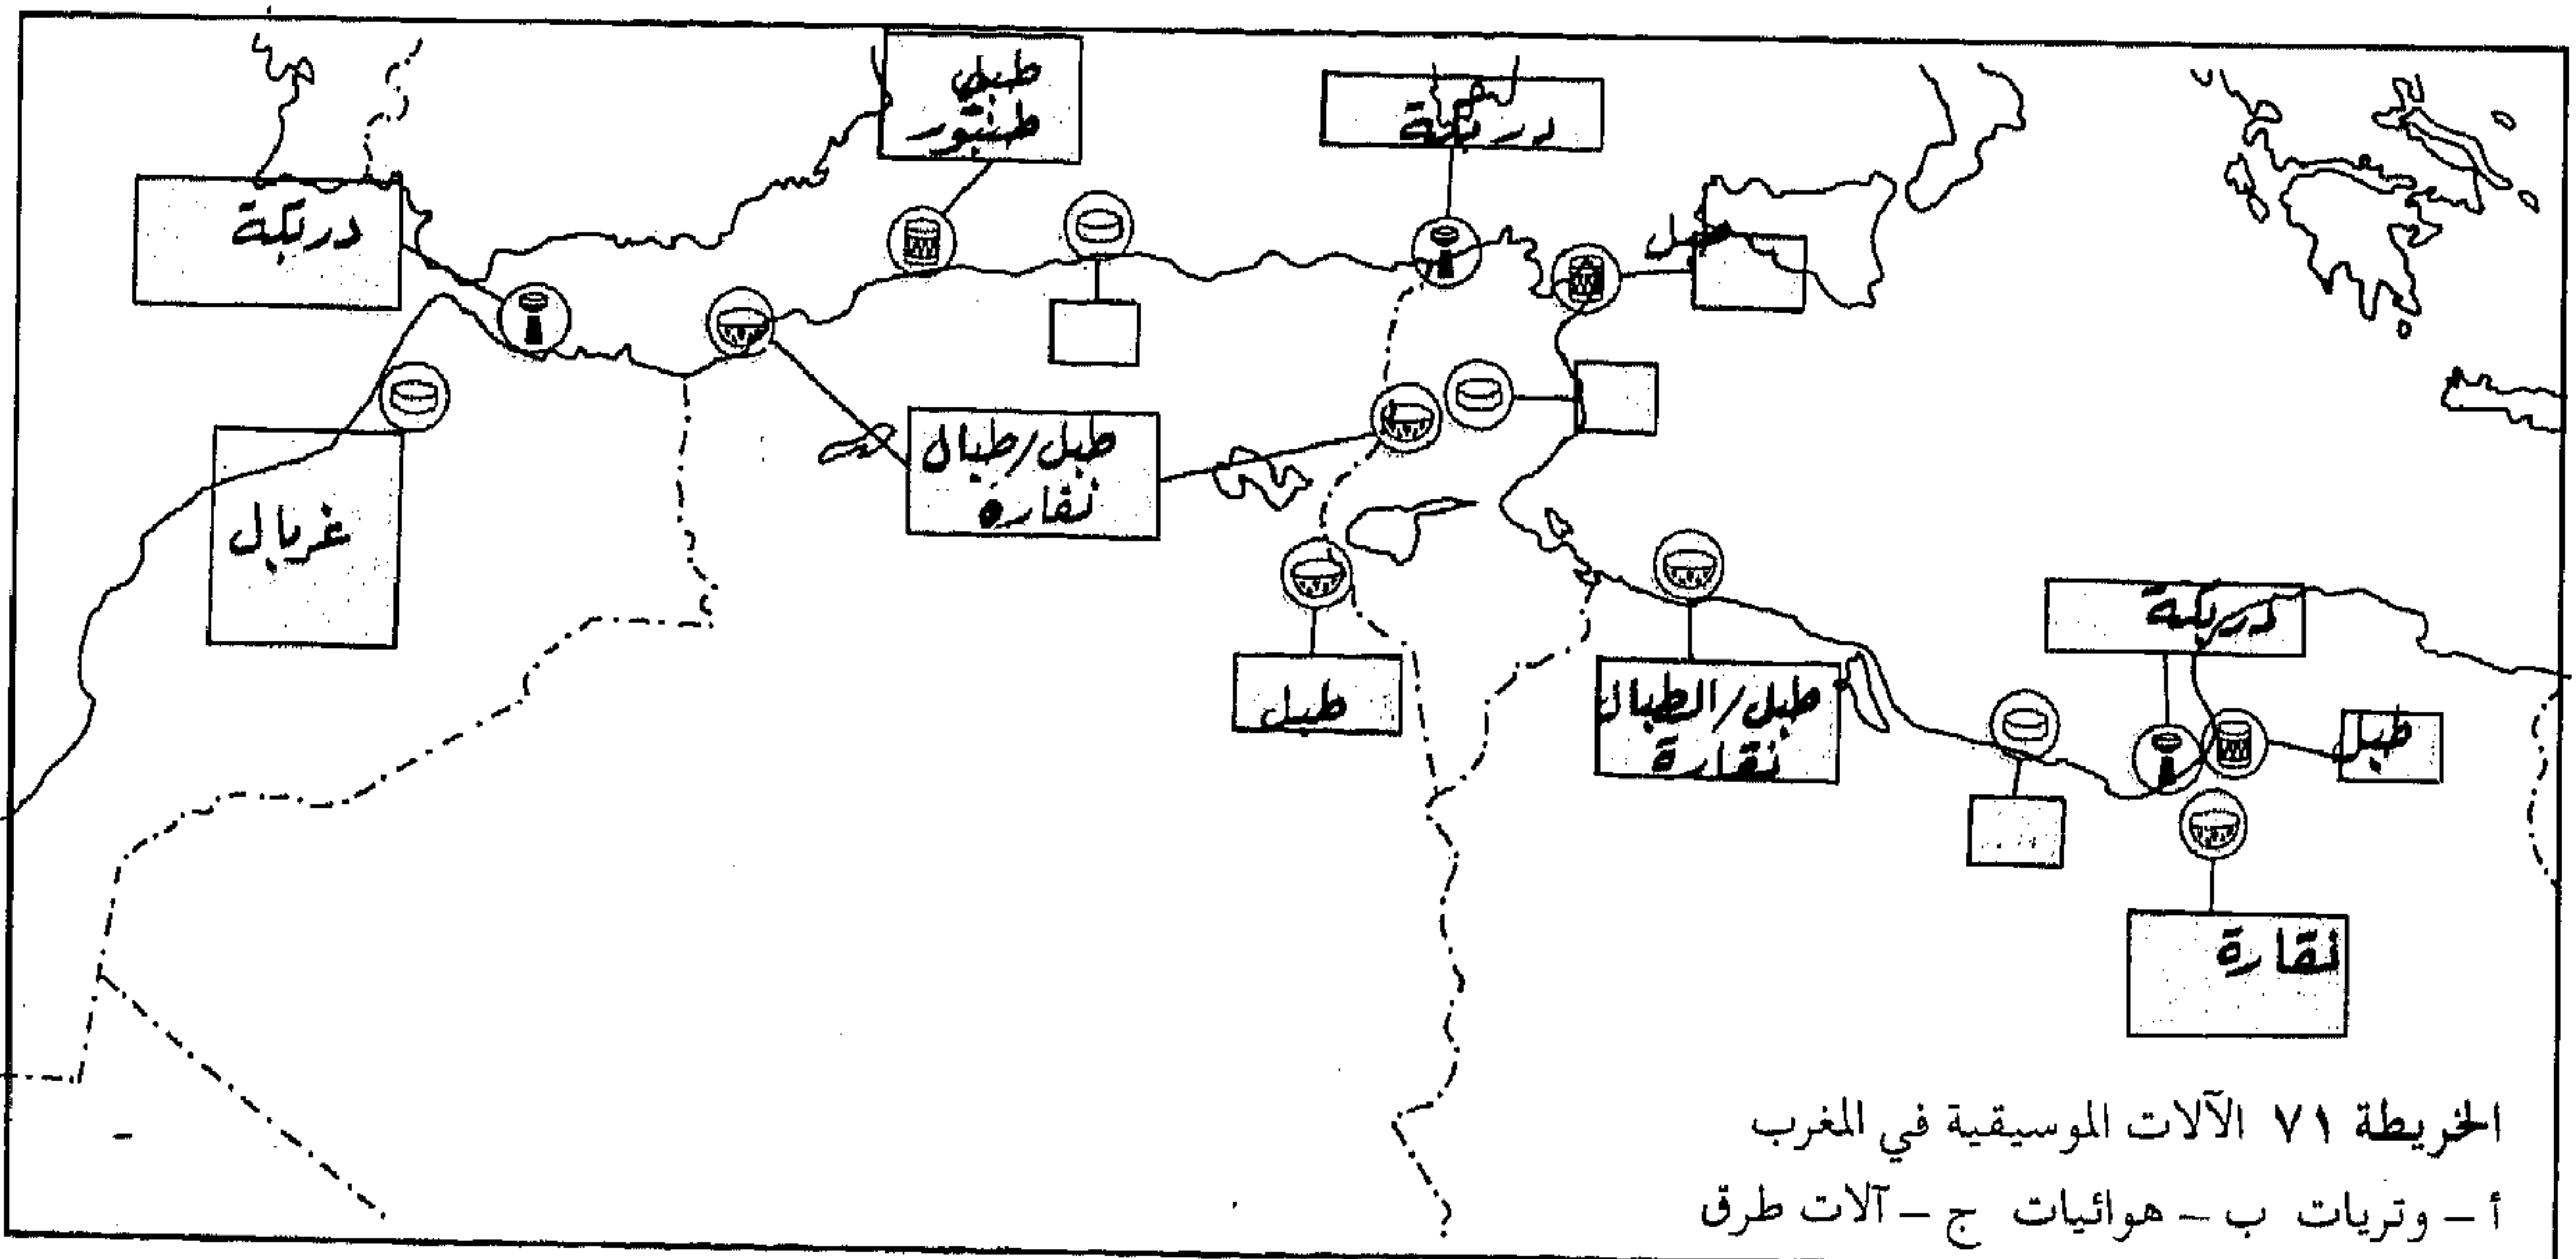 طبل
طنبور
دربكة
دربكة
طبل
طبل/طبال
نقاره
غربال
دربكة
طبل
طبل/الطبال
نقارة
طبل
نقارة
الخريطة ٧١ الآلات الموسيقية في المغرب
أ – وتريات ب – هوائيات ج – آلات طرق